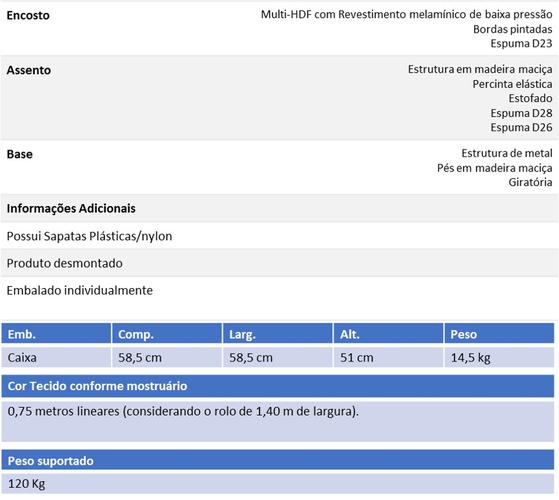 Encosto
Multi-HDF com Revestimento melamínico de baixa pressão
Bordas pintadas
Espuma D23
Assento
Estrutura em madeira maciça
Percinta elástica
Estofado
Espuma D28
Espuma D26
Base
Estrutura de metal
Pés em madeira maciça
Giratória
Informações Adicionais
Possui Sapatas Plásticas/nylon
Produto desmontado
Embalado individualmente
Emb. Comp. Larg. Alt. Peso
Caixa 58,5 cm 58,5 cm 51 cm 14,5 kg
Cor Tecido conforme mostruário
0,75 metros lineares (considerando o rolo de 1,40 m de largura).
Peso suportado
120 Kg